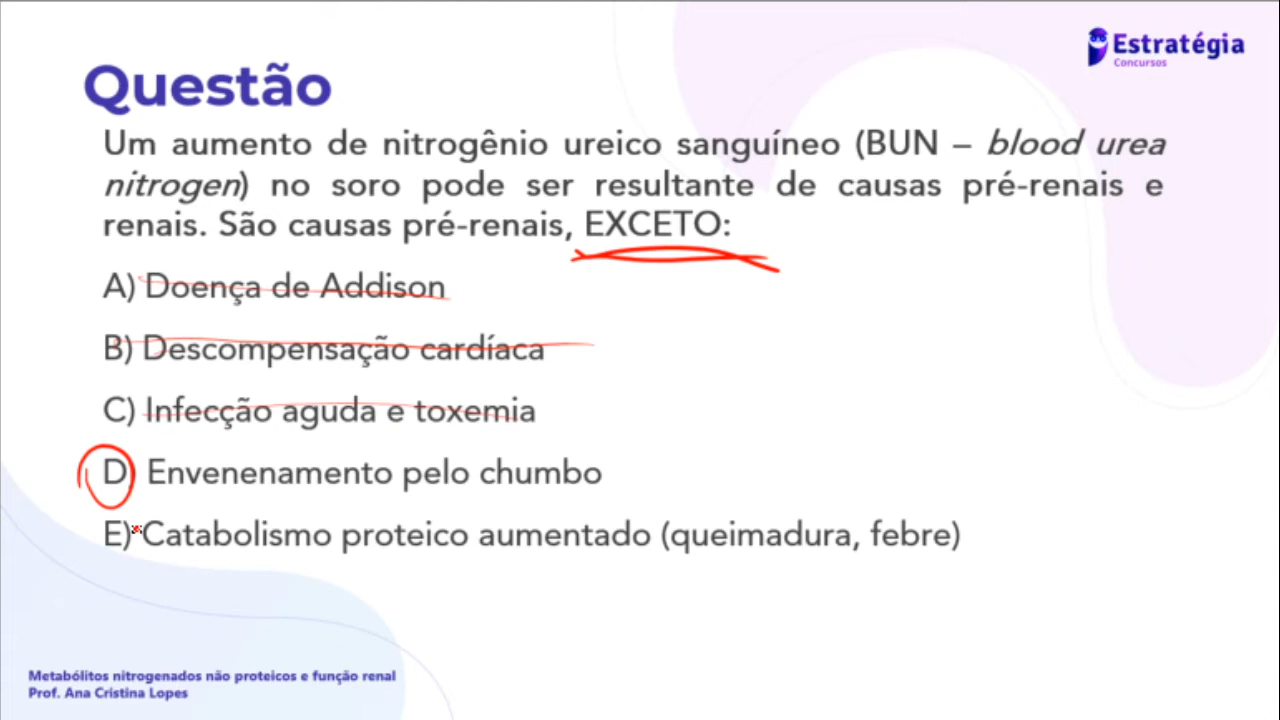 Estratégia
Concursos
Questão
Um aumento de nitrogênio ureico sanguíneo (BUN – blood urea
nitrogen) no soro pode ser resultante de causas pré-renais e
renais. São causas pré-renais, EXCETO:
A) Doença de Addison
B) Descompensação cardíaca
C) Infecção aguda e toxemia
D) Envenenamento pelo chumbo
E) Catabolismo proteico aumentado (queimadura, febre)
Metabólitos nitrogenados não proteicos e função renal
Prof. Ana Cristina Lopes